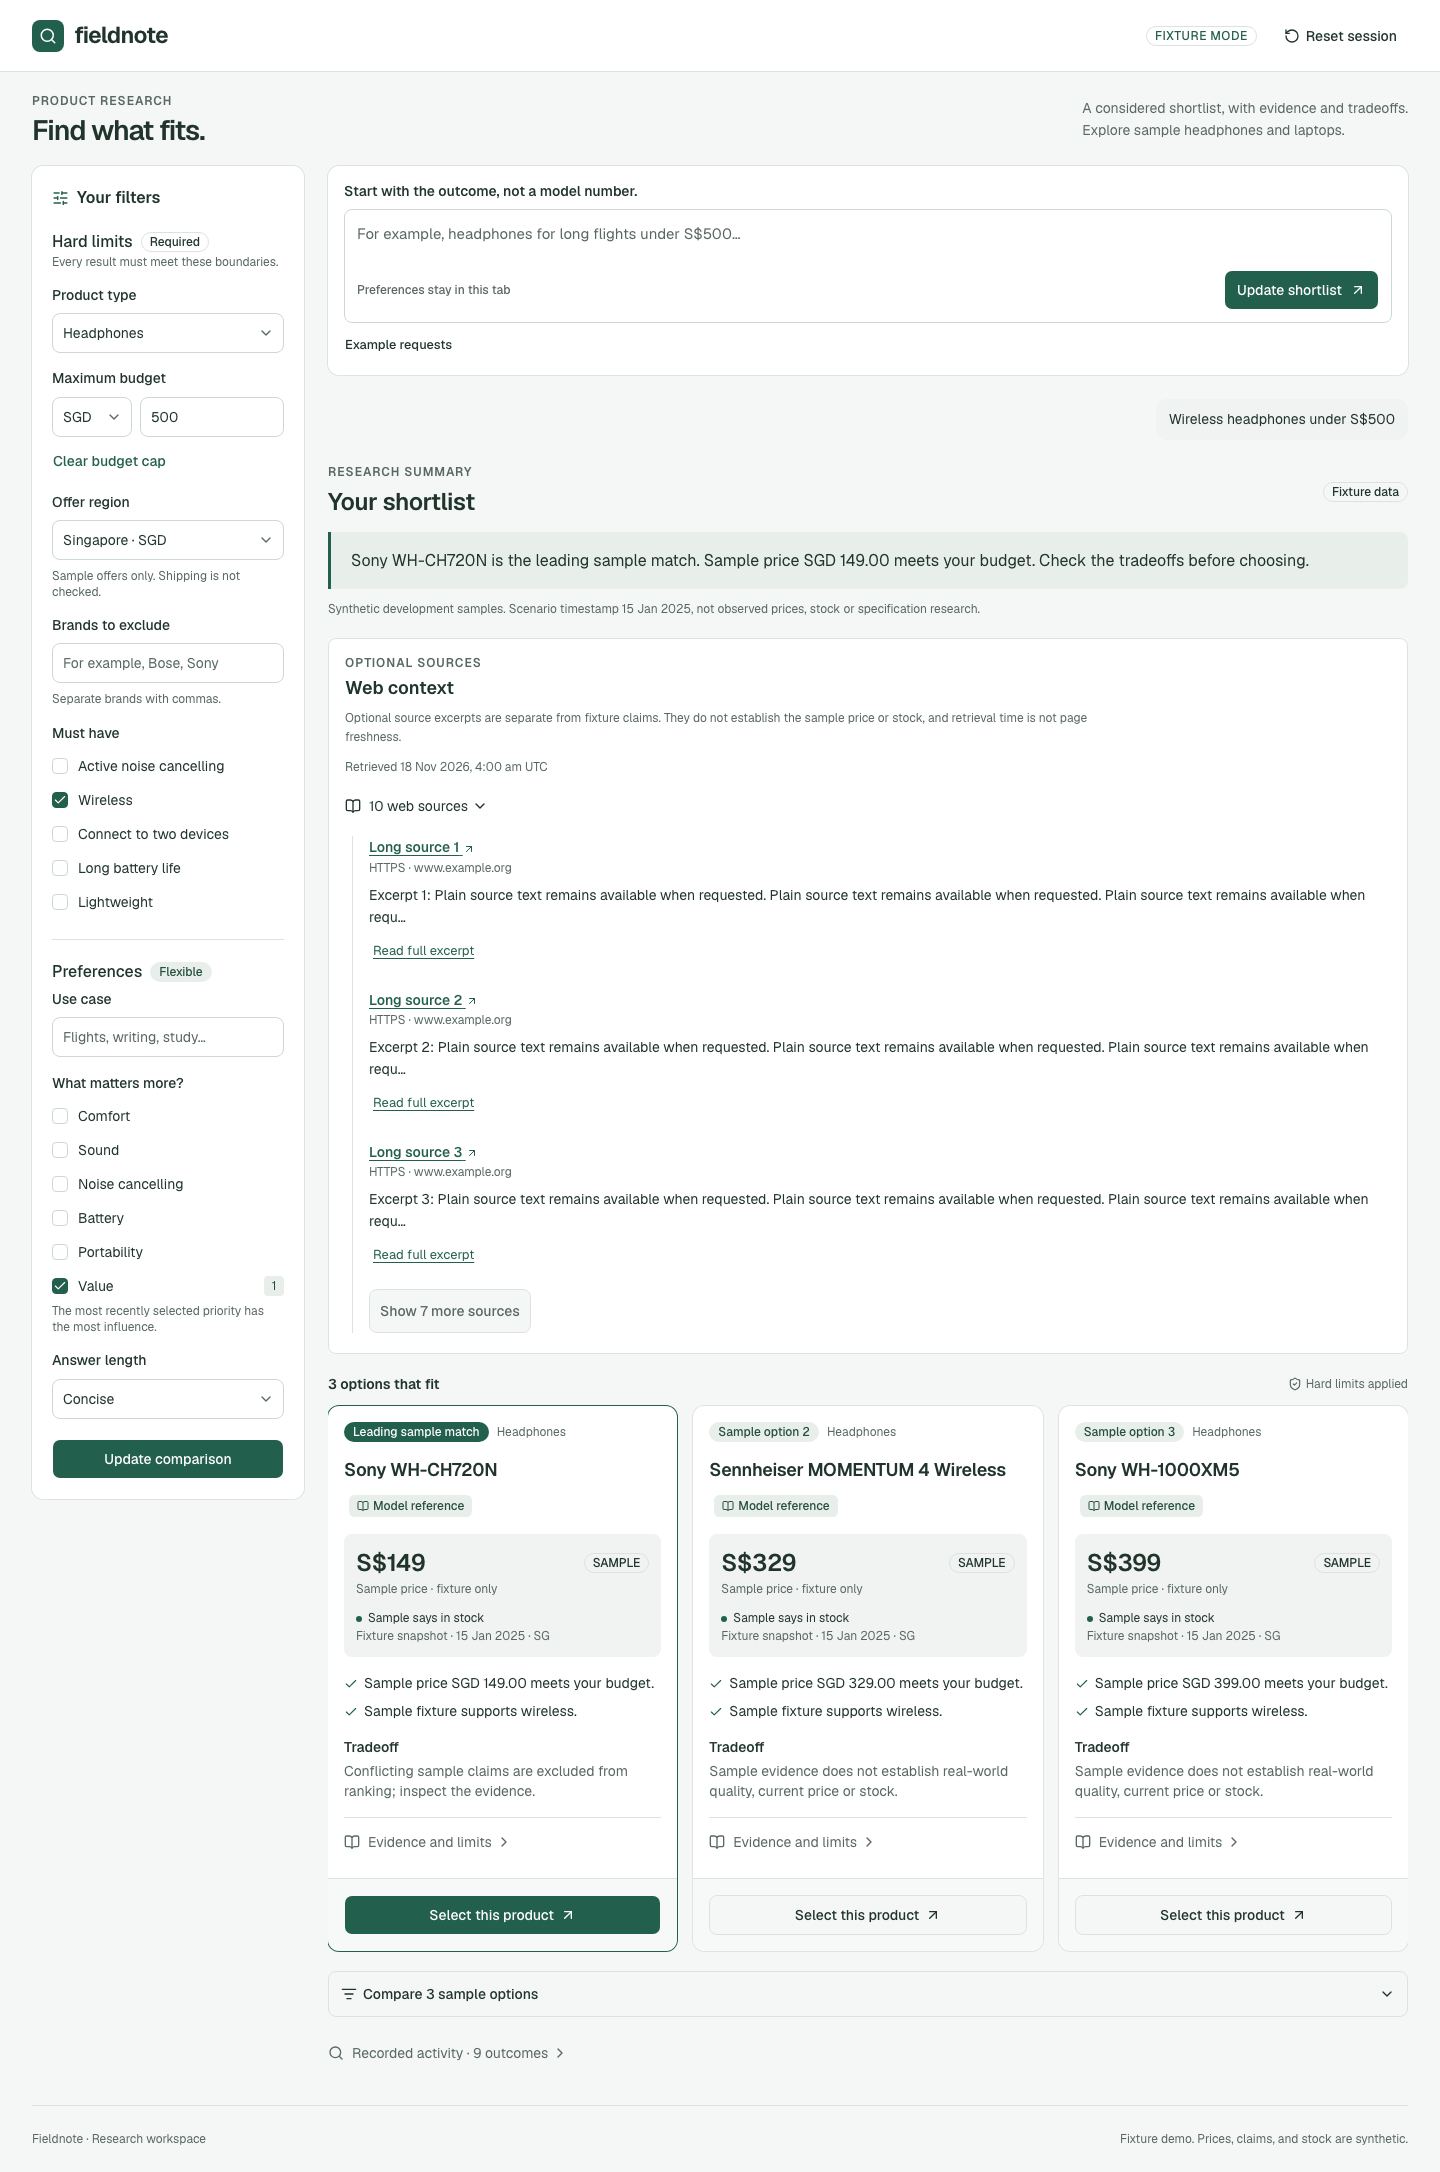 fieldnote
FIXTURE MODE
Reset session
PRODUCT RESEARCH
Find what fits.
A considered shortlist, with evidence and tradeoffs.
Explore sample headphones and laptops.
Your filters
Hard limits
Required
Every result must meet these boundaries.
Product type
Headphones
Maximum budget
SGD
500
Clear budget cap
Offer region
Singapore · SGD
Sample offers only. Shipping is not
checked.
Brands to exclude
For example, Bose, Sony
Separate brands with commas.
Must have
Active noise cancelling
Wireless
Connect to two devices
Long battery life
Lightweight
Preferences
Flexible
Use case
Flights, writing, study...
What matters more?
Comfort
Sound
Noise cancelling
Battery
Portability
Value
1
The most recently selected priority has
the most influence.
Answer length
Concise
Update comparison
Start with the outcome, not a model number.
For example, headphones for long flights under S$500...
Preferences stay in this tab
Update shortlist
Example requests
Wireless headphones under S$500
RESEARCH SUMMARY
Your shortlist
Fixture data
Sony WH-CH720N is the leading sample match. Sample price SGD 149.00 meets your budget. Check the tradeoffs before choosing.
Synthetic development samples. Scenario timestamp 15 Jan 2025, not observed prices, stock or specification research.
OPTIONAL SOURCES
Web context
Optional source excerpts are separate from fixture claims. They do not establish the sample price or stock, and retrieval time is not page
freshness.
Retrieved 18 Nov 2026, 4:00 am UTC
10 web sources
Long source 1
HTTPS · www.example.org
Excerpt 1: Plain source text remains available when requested. Plain source text remains available when requested. Plain source text remains available when
requ...
Read full excerpt
Long source 2
HTTPS · www.example.org
Excerpt 2: Plain source text remains available when requested. Plain source text remains available when requested. Plain source text remains available when
requ...
Read full excerpt
Long source 3
HTTPS · www.example.org
Excerpt 3: Plain source text remains available when requested. Plain source text remains available when requested. Plain source text remains available when
requ...
Read full excerpt
Show 7 more sources
3 options that fit
Hard limits applied
Leading sample match
Headphones
Sony WH-CH720N
Model reference
S$149
SAMPLE
Sample price · fixture only
Sample says in stock
Fixture snapshot · 15 Jan 2025 · SG
Sample price SGD 149.00 meets your budget.
Sample fixture supports wireless.
Tradeoff
Conflicting sample claims are excluded from
ranking; inspect the evidence.
Evidence and limits
Select this product
Sample option 2
Headphones
Sennheiser MOMENTUM 4 Wireless
Model reference
S$329
SAMPLE
Sample price · fixture only
Sample says in stock
Fixture snapshot · 15 Jan 2025 · SG
Sample price SGD 329.00 meets your budget.
Sample fixture supports wireless.
Tradeoff
Sample evidence does not establish real-world
quality, current price or stock.
Evidence and limits
Select this product
Sample option 3
Headphones
Sony WH-1000XM5
Model reference
S$399
SAMPLE
Sample price · fixture only
Sample says in stock
Fixture snapshot · 15 Jan 2025 · SG
Sample price SGD 399.00 meets your budget.
Sample fixture supports wireless.
Tradeoff
Sample evidence does not establish real-world
quality, current price or stock.
Evidence and limits
Select this product
Compare 3 sample options
Recorded activity · 9 outcomes
Fieldnote · Research workspace
Fixture demo. Prices, claims, and stock are synthetic.